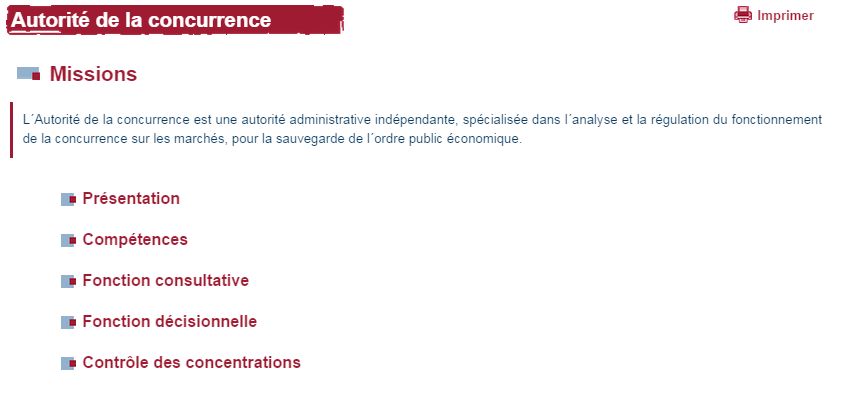 Autorité de la concurrence
Imprimer
Missions
L´Autorité de la concurrence est une autorité administrative indépendante, spécialisée dans l´analyse et la régulation du fonctionnement
de la concurrence sur les marchés, pour la sauvegarde de l´ordre public économique.
Présentation
Compétences
Fonction consultative
Fonction décisionnelle
Contrôle des concentrations